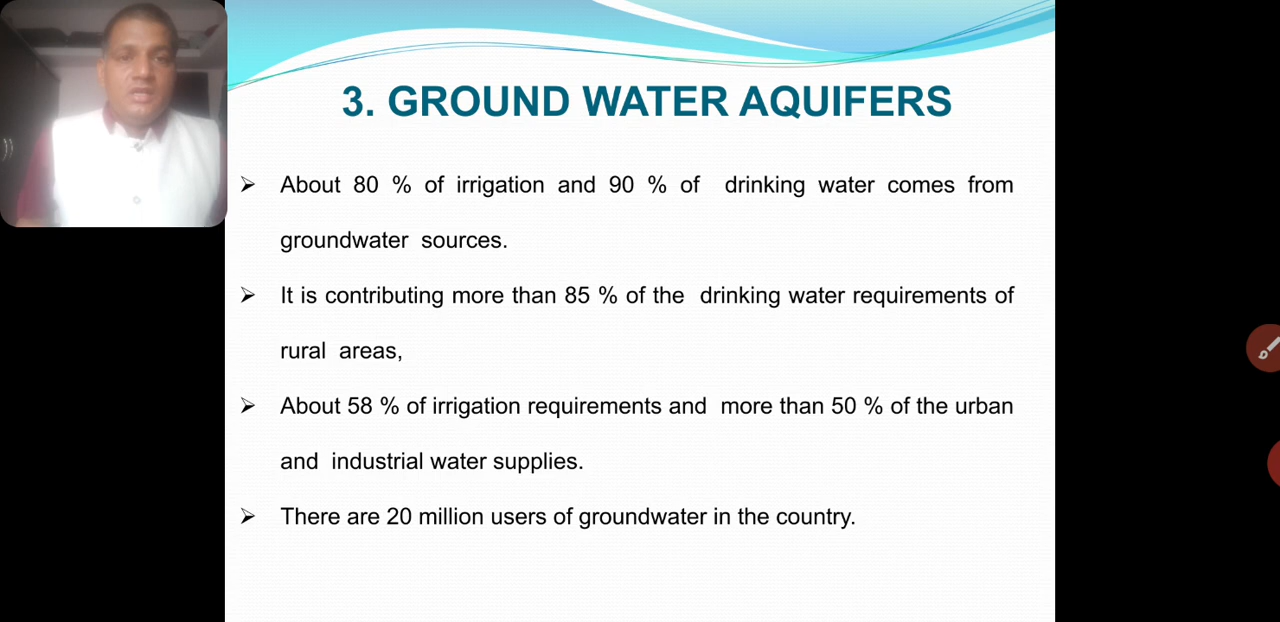 3. GROUND WATER AQUIFERS
About 80 % of irrigation and 90 % of drinking water comes from
groundwater sources.
It is contributing more than 85 % of the drinking water requirements of
rural areas,
About 58 % of irrigation requirements and more than 50 % of the urban
and industrial water supplies.
There are 20 million users of groundwater in the country.